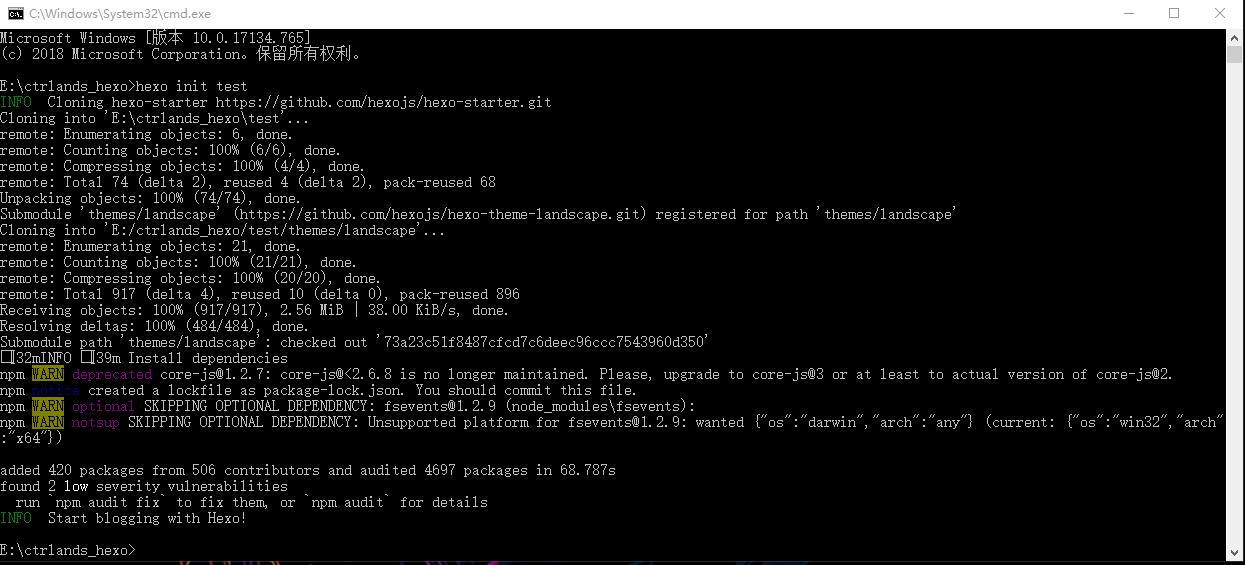 C:\Windows\System32\cmd.exe
Microsoft Windows [版本 10.0.17134.765]
(c) 2018 Microsoft Corporation。保留所有权利。
E:\ctrlands_hexo>hexo init test
INFO  Cloning hexo-starter https://github.com/hexojs/hexo-starter.git
Cloning into 'E:\ctrlands_hexo\test'...
remote: Enumerating objects: 6, done.
remote: Counting objects: 100% (6/6), done.
remote: Compressing objects: 100% (4/4), done.
remote: Total 74 (delta 2), reused 4 (delta 2), pack-reused 68
Unpacking objects: 100% (74/74), done.
Submodule 'themes/landscape' (https://github.com/hexojs/hexo-theme-landscape.git) registered for path 'themes/landscape'
Cloning into 'E:/ctrlands_hexo/test/themes/landscape'...
remote: Enumerating objects: 21, done.
remote: Counting objects: 100% (21/21), done.
remote: Compressing objects: 100% (20/20), done.
remote: Total 917 (delta 4), reused 10 (delta 0), pack-reused 896
Receiving objects: 100% (917/917), 2.56 MiB | 38.00 KiB/s, done.
Resolving deltas: 100% (484/484), done.
Submodule path 'themes/landscape': checked out '73a23c51f8487cfcd7c6deec96ccc7543960d350'
□[32mINFO □[39m Install dependencies
npm WARN deprecated core-js@1.2.7: core-js@<2.6.8 is no longer maintained. Please, upgrade to core-js@3 or at least to actual version of core-js@2.
npm notice created a lockfile as package-lock.json. You should commit this file.
npm WARN optional SKIPPING OPTIONAL DEPENDENCY: fsevents@1.2.9 (node_modules\fsevents):
npm WARN notsup SKIPPING OPTIONAL DEPENDENCY: Unsupported platform for fsevents@1.2.9: wanted {"os":"darwin","arch":"any"} (current: {"os":"win32","arch"
:"x64"})
added 420 packages from 506 contributors and audited 4697 packages in 68.787s
found 2 low severity vulnerabilities
  run `npm audit fix` to fix them, or `npm audit` for details
INFO  Start blogging with Hexo!
E:\ctrlands_hexo>